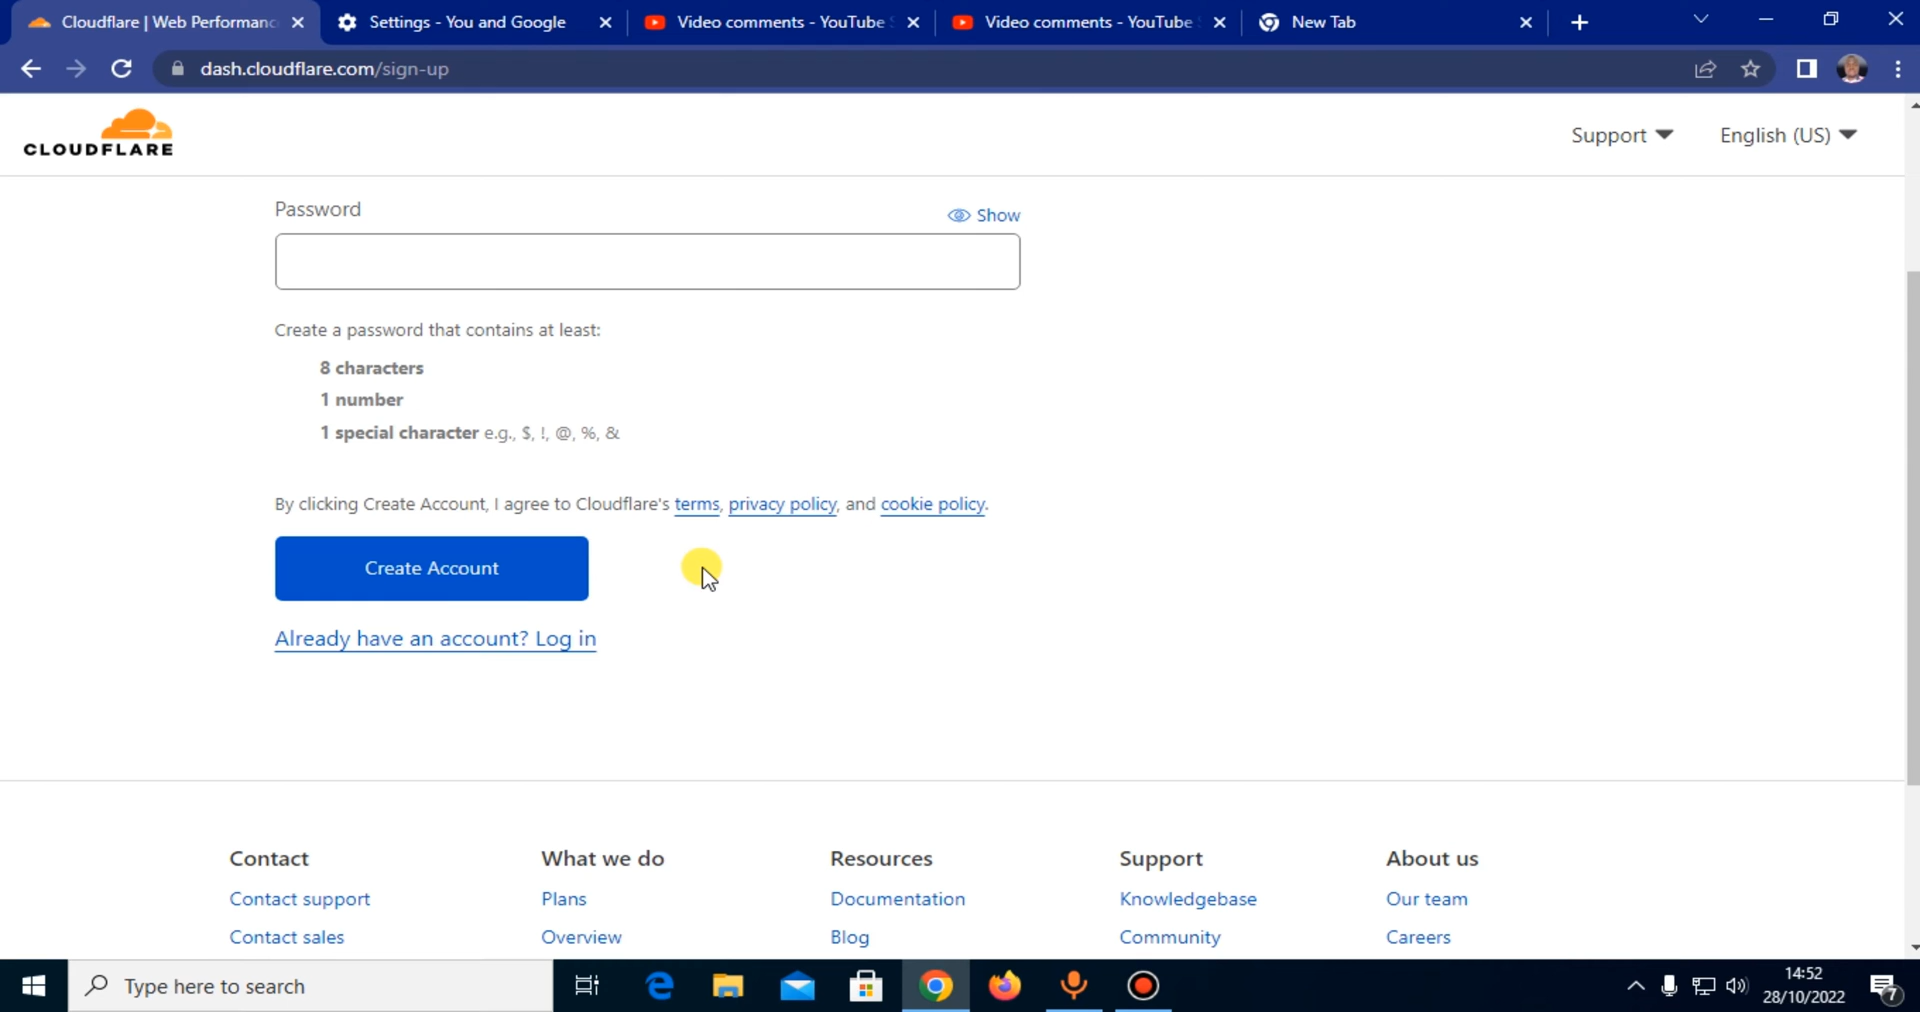 Cloudflare | Web Performanc
Settings - You and Google
Video comments - YouTube
Video comments - YouTube
New Tab
dash.cloudflare.com/sign-up
CLOUDFLARE
Support
English (US)
Password
Show
Create a password that contains at least:
8 characters
1 number
1 special character e.g., $, !, @, %, &
By clicking Create Account, I agree to Cloudflare's terms, privacy policy, and cookie policy.
Create Account
Already have an account? Log in
Contact
What we do
Resources
Support
About us
Contact support
Plans
Documentation
Knowledgebase
Our team
Contact sales
Overview
Blog
Community
Careers
Type here to search
14:52
28/10/2022
7